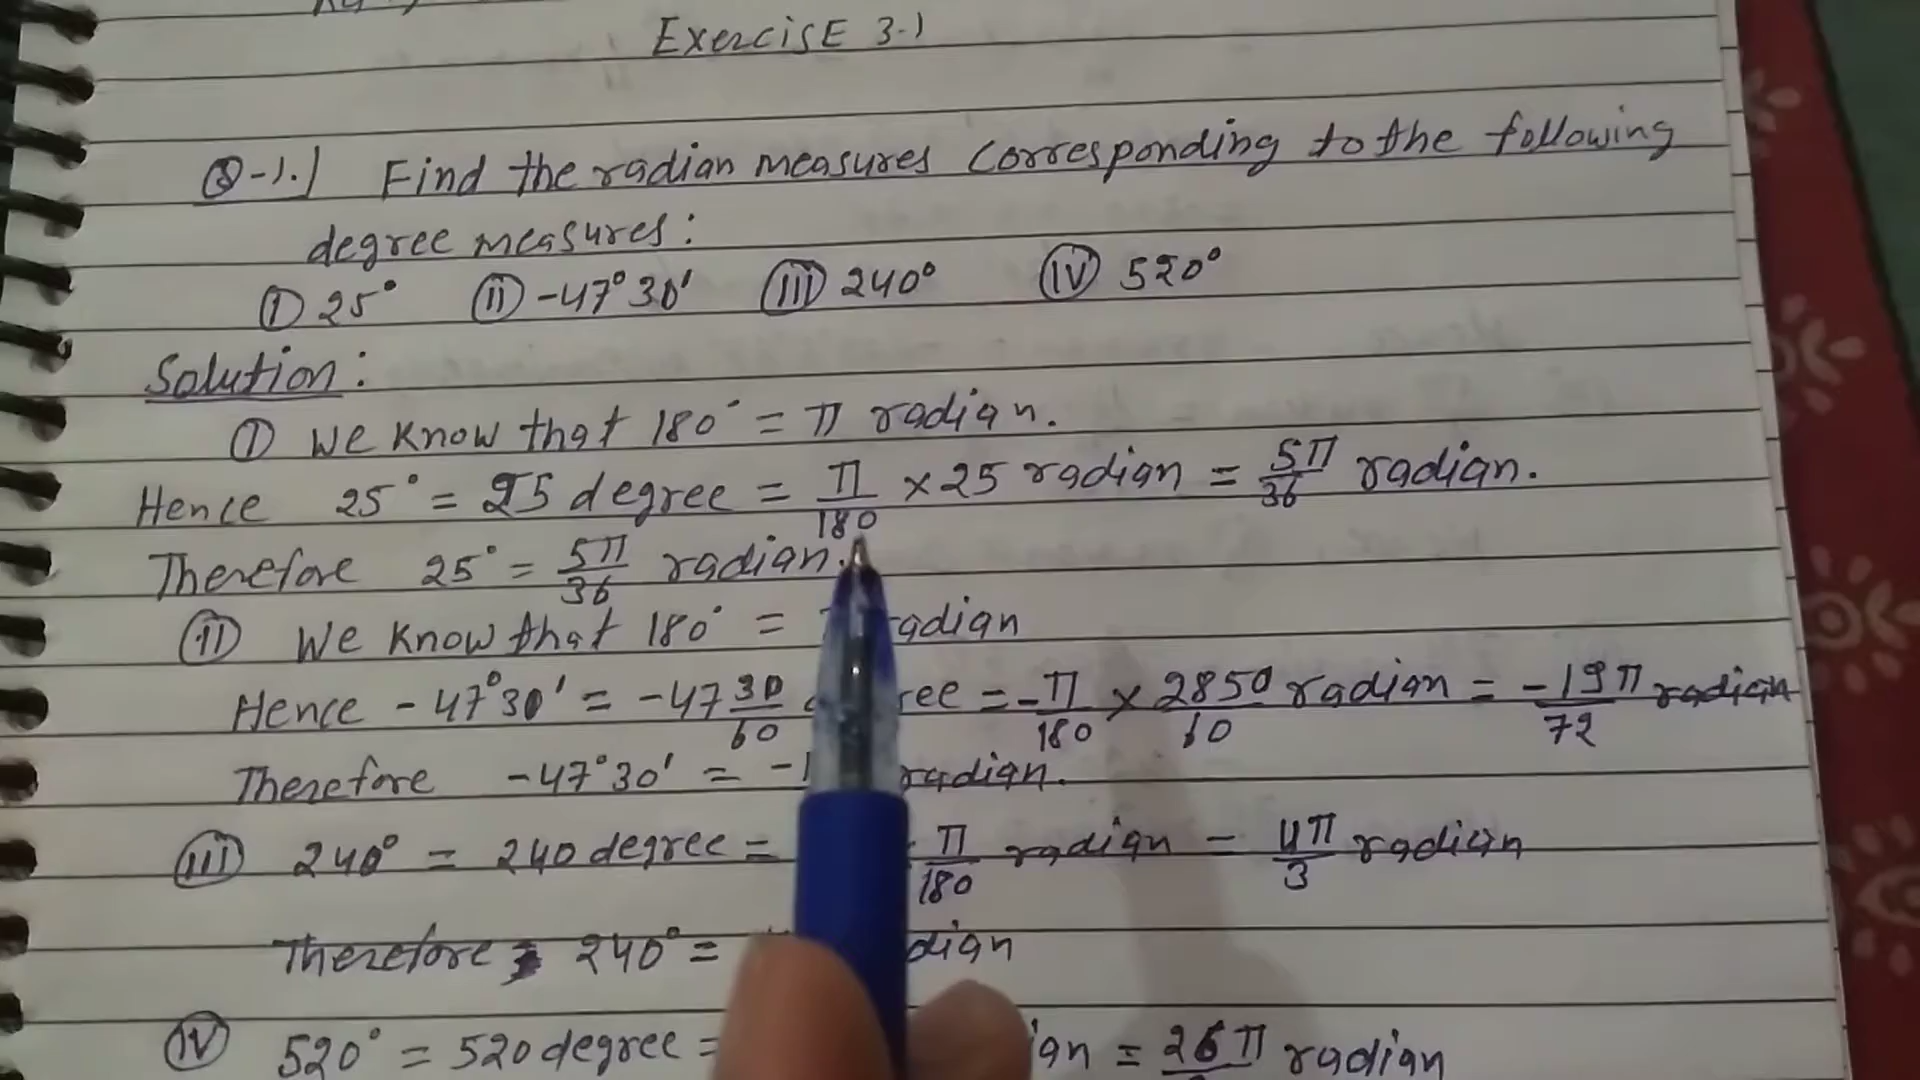 ExercisE 3.1
Q-1.) Find the radian measures corresponding to the following
degree measures:
(I) 25° (II) -47°30' (III) 240° (IV) 520°
Solution:
(I) We know that 180° = π radian.
Hence 25° = 25 degree = π/180 × 25 radian = 5π/36 radian.
Therefore 25° = 5π/36 radian.
(II) We know that 180° = radian
Hence -47°30' = -47 30/60 = -π/180 × 2850/60 radian = -19π/72 radian
Therefore -47°30' = - radian.
(III) 240° = 240 degree = π/180 radian - 4π/3 radian
Therefore 240° =
(IV) 520° = 520 degree = = 26π radian